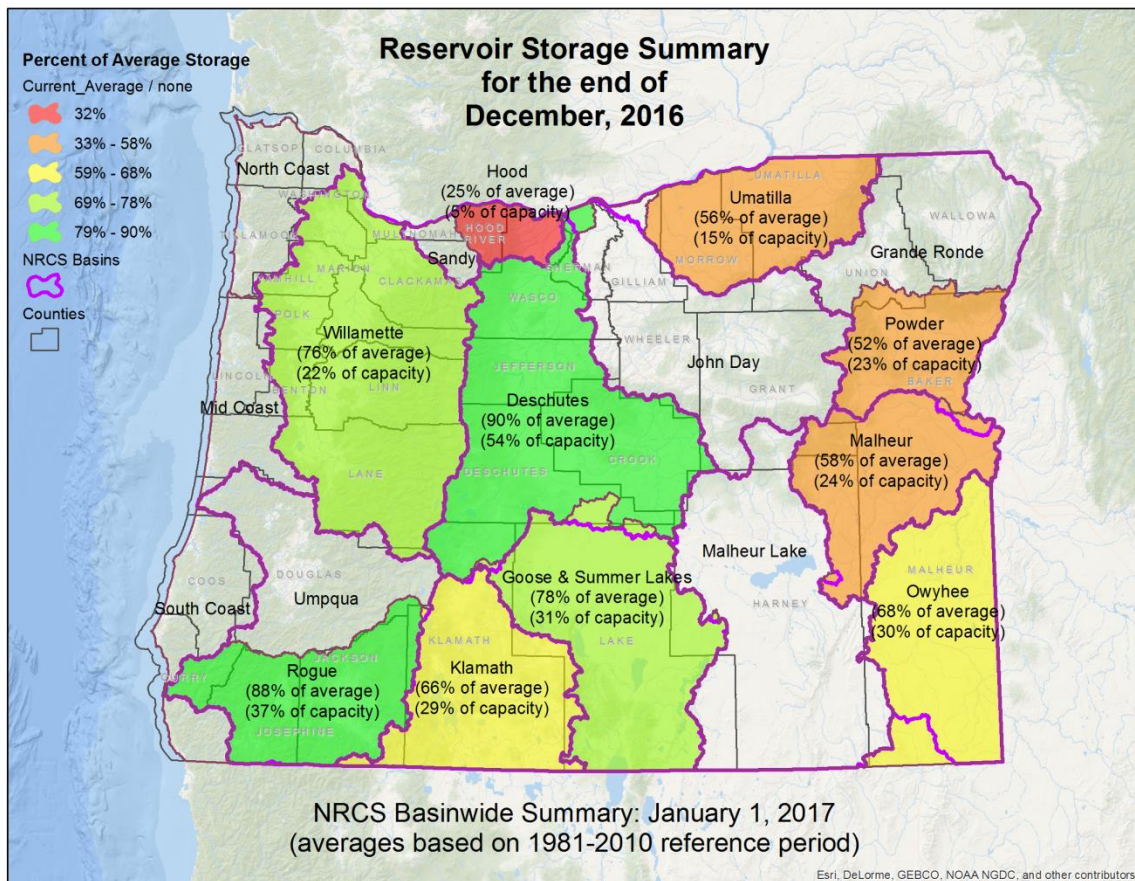 Reservoir Storage Summary
for the end of
December, 2016
Percent of Average Storage
Current_Average / none
32%
33% - 58%
59% - 68%
69% - 78%
79% - 90%
NRCS Basins
Counties
CLATSOP
COLUMBIA
North Coast
WASHINGTON
TILLAMOOK
MULTNOMAH
Hood
(25% of average)
(5% of capacity)
HOOD
RIVER
Sandy
SHERMAN
UMATILLA
Umatilla
(56% of average)
(15% of capacity)
MORROW
GILLIAM
WALLOWA
Grande Ronde
UNION
YAMHILL
MARION
CLACKAMAS
POLK
WASCO
Willamette
(76% of average)
(22% of capacity)
LINCOLN
BENTON
LINN
Mid Coast
JEFFERSON
WHEELER
John Day
GRANT
Powder
(52% of average)
(23% of capacity)
BAKER
Deschutes
(90% of average)
(54% of capacity)
DESCHUTES
CROOK
LANE
Malheur
(58% of average)
(24% of capacity)
COOS
DOUGLAS
South Coast
Umpqua
Goose & Summer Lakes
(78% of average)
(31% of capacity)
LAKE
Malheur Lake
HARNEY
MALHEUR
Owyhee
(68% of average)
(30% of capacity)
CURRY
JACKSON
Rogue
(88% of average)
(37% of capacity)
JOSEPHINE
KLAMATH
Klamath
(66% of average)
(29% of capacity)
NRCS Basinwide Summary: January 1, 2017
(averages based on 1981-2010 reference period)
Esri, DeLorme, GEBCO, NOAA NGDC, and other contributors